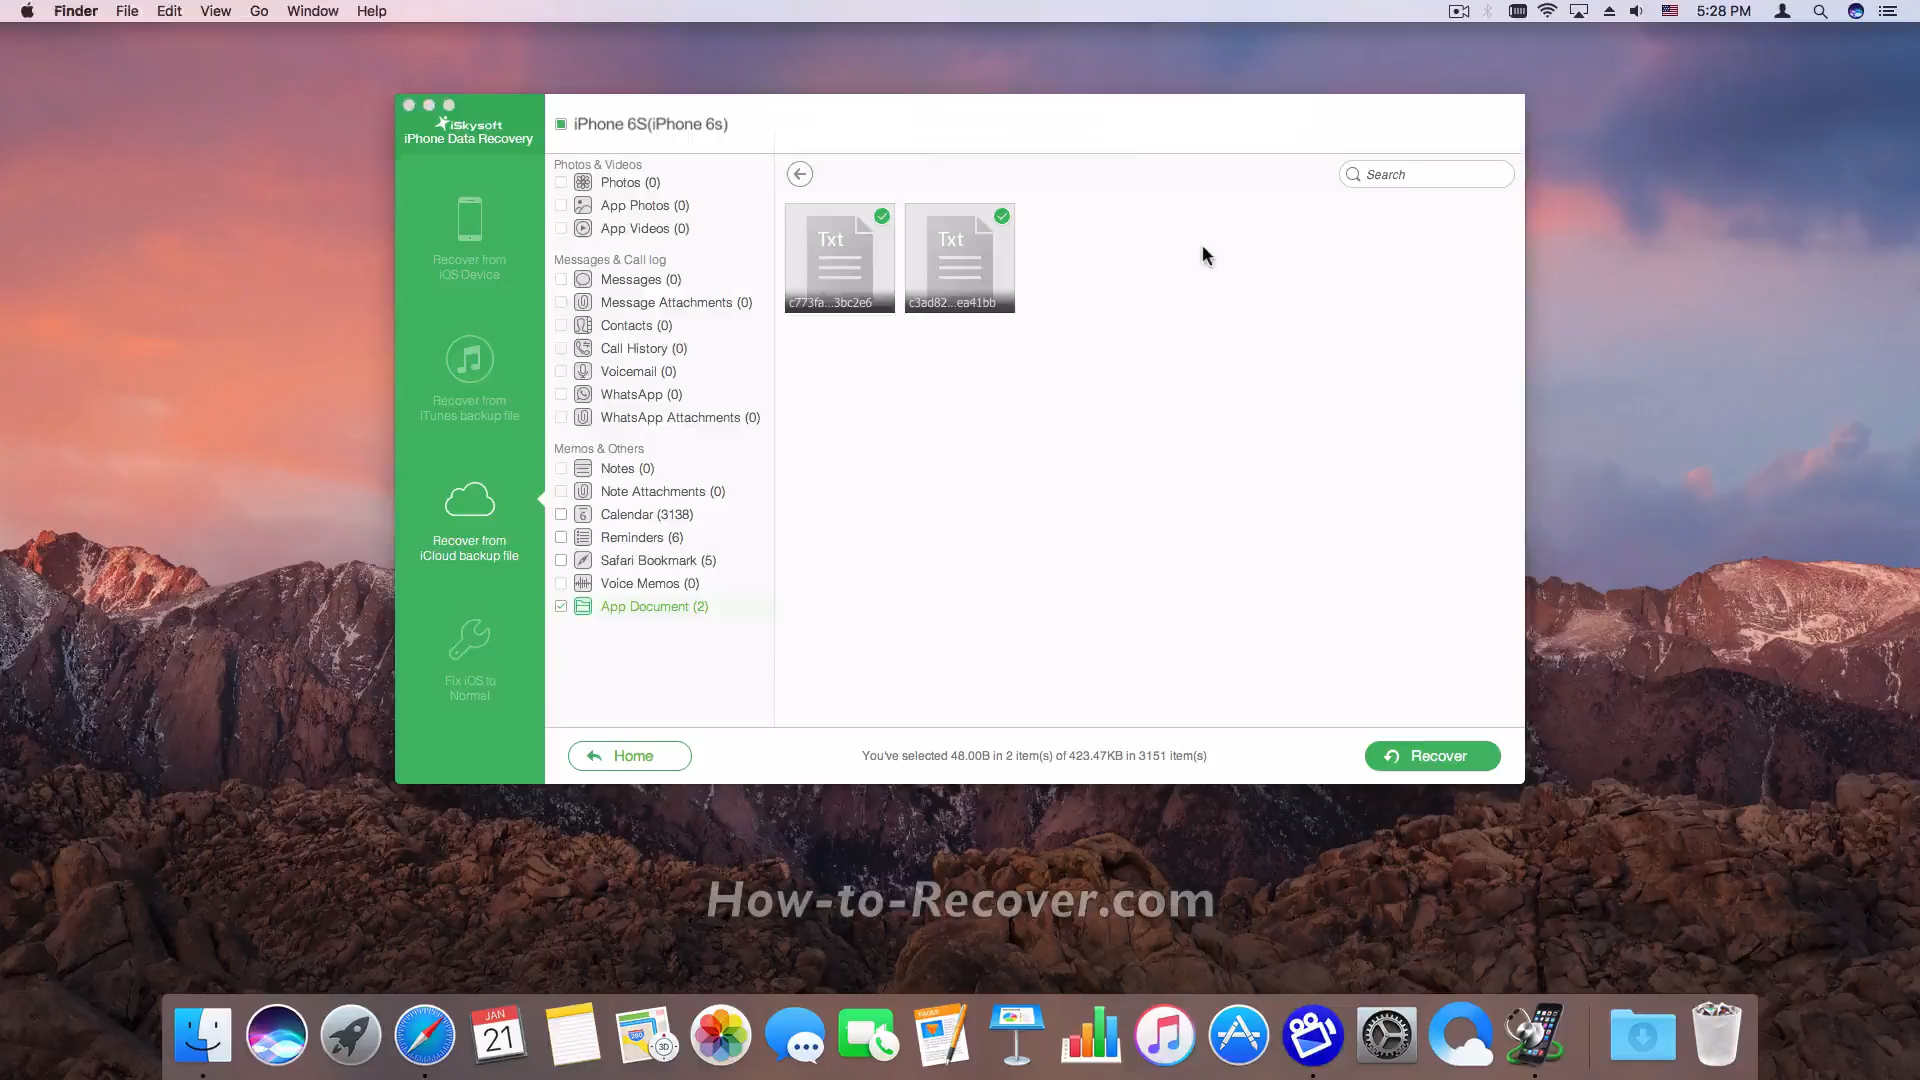 Finder File Edit View Go Window Help 5:28 PM
iSkysoft
iPhone Data Recovery
iPhone 6S(iPhone 6s)
Recover from
iOS Device
Recover from
iTunes backup file
Recover from
iCloud backup file
Fix iOS to
Normal
Photos & Videos
Photos (0)
App Photos (0)
App Videos (0)
Messages & Call log
Messages (0)
Message Attachments (0)
Contacts (0)
Call History (0)
Voicemail (0)
WhatsApp (0)
WhatsApp Attachments (0)
Memos & Others
Notes (0)
Note Attachments (0)
6
Calendar (3138)
Reminders (6)
Safari Bookmark (5)
Voice Memos (0)
App Document (2)
Search
Txt Txt
c773fa...3bc2e6 c3ad82...ea41bb
Home
You've selected 48.00B in 2 item(s) of 423.47KB in 3151 item(s)
Recover
How-to-Recover.com
JAN
21
280
3D
PAGES